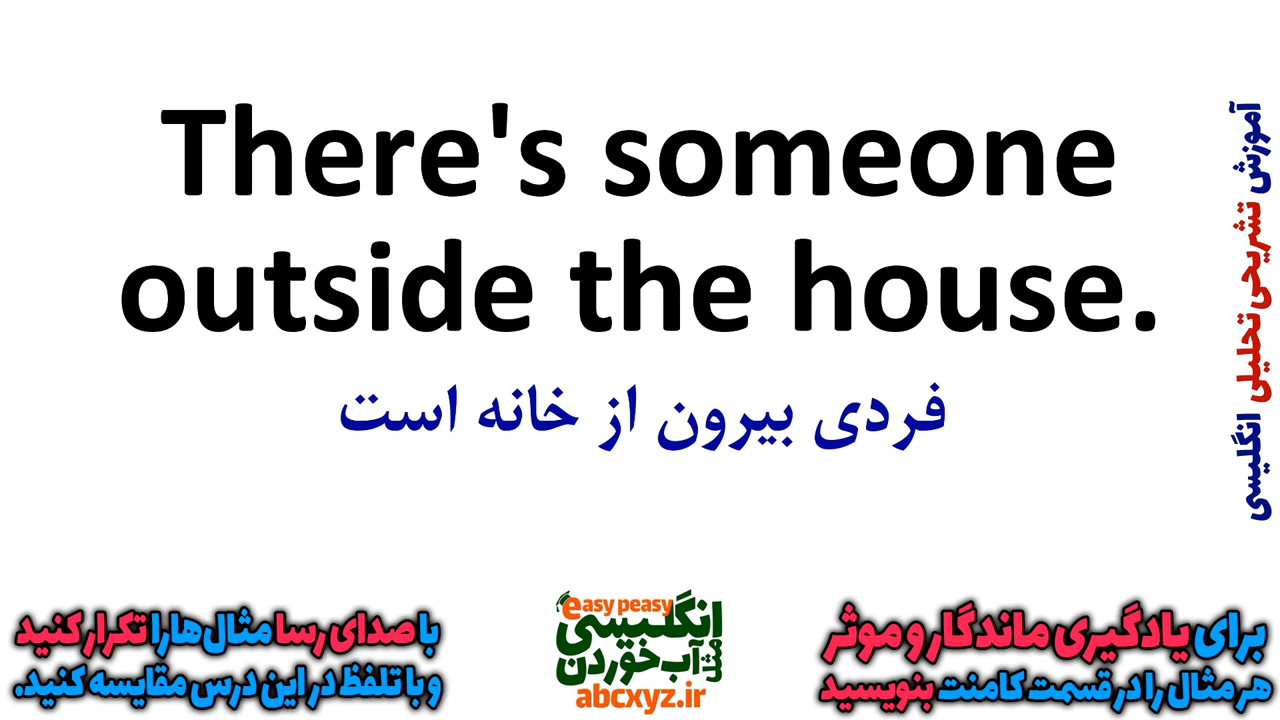 There's someone
outside the house.
فردی بیرون از خانه است
آموزش تشریحی تحلیلی انگلیسی
برای یادگیری ماندگار و موثر
هر مثال را در قسمت کامنت بنویسید
easy peasy
انگلیسی
مثل
آب خوردن
abcxyz.ir
با صدای رسا مثال‌ها را تکرار کنید
و با تلفظ در این درس مقایسه کنید.